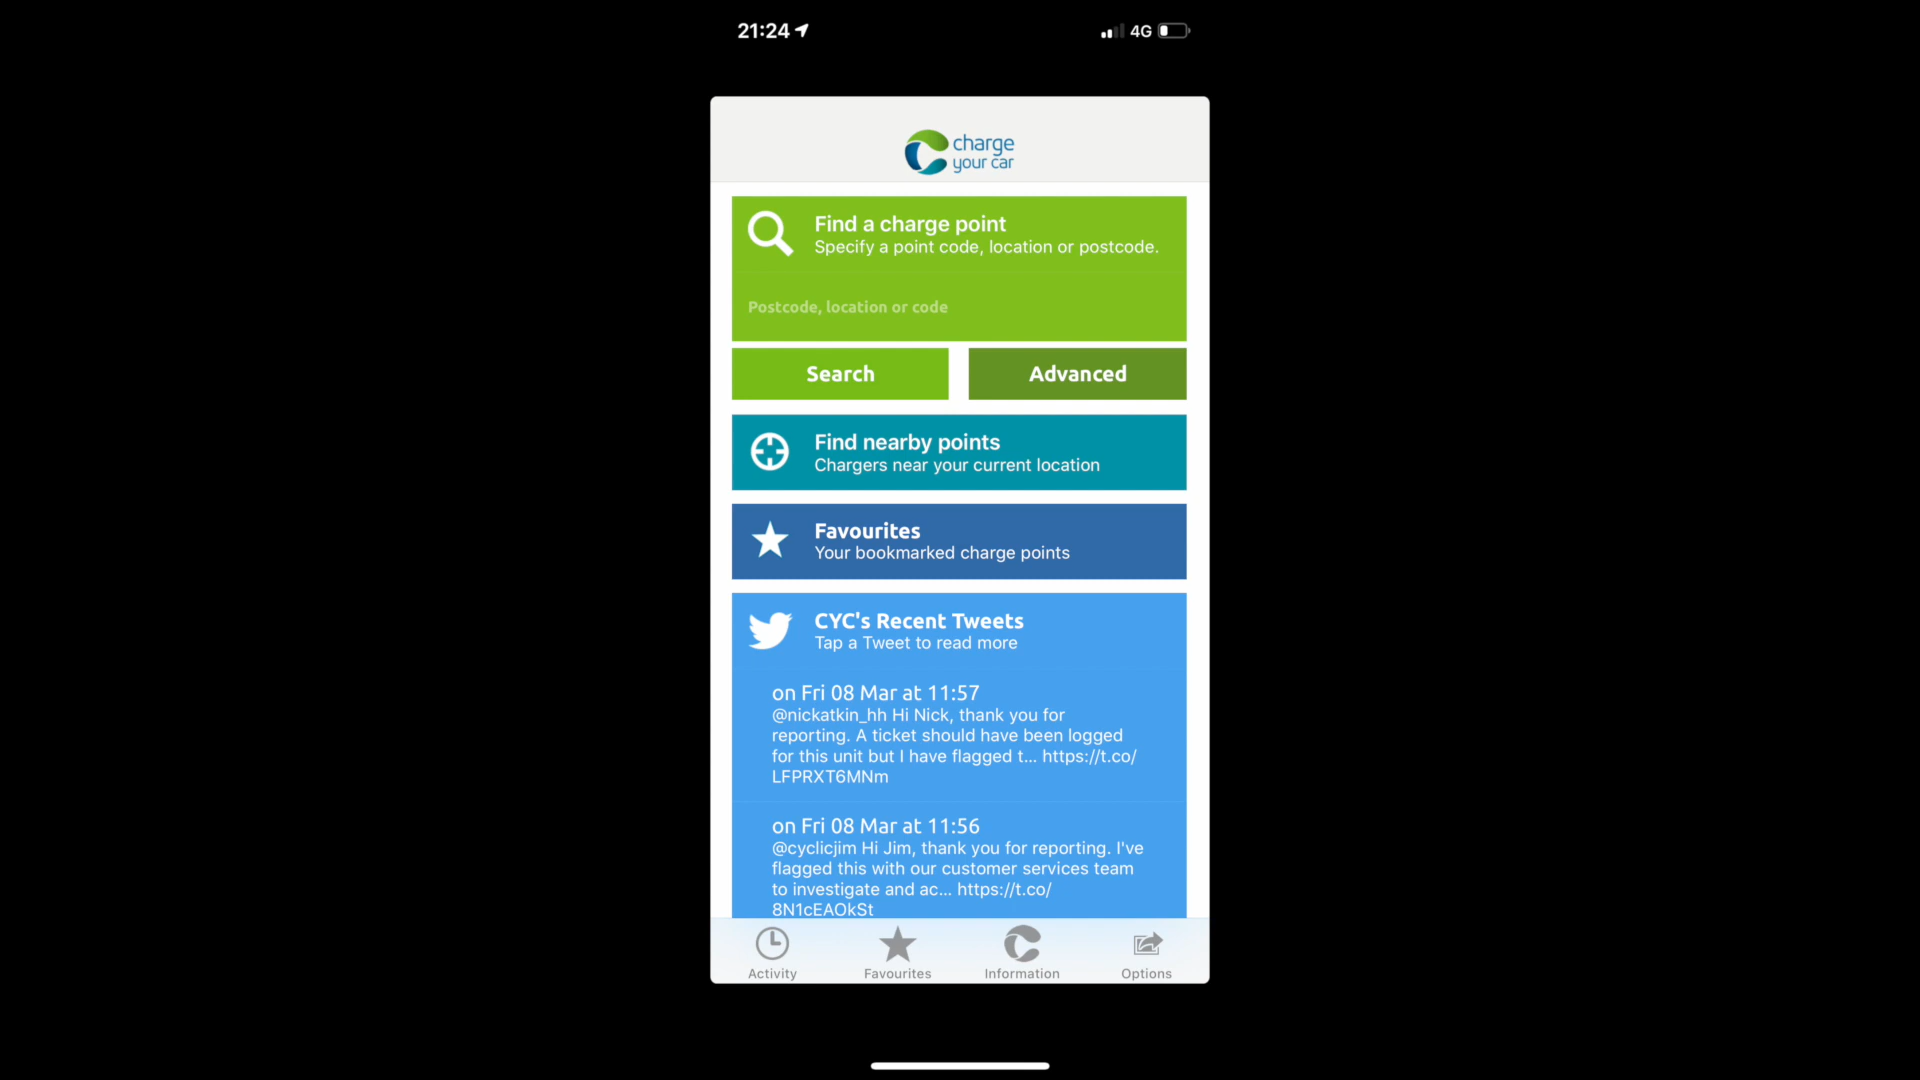 21:24
4G
charge
your car
Find a charge point
Specify a point code, location or postcode.
Postcode, location or code
Search
Advanced
Find nearby points
Chargers near your current location
Favourites
Your bookmarked charge points
CYC's Recent Tweets
Tap a Tweet to read more
on Fri 08 Mar at 11:57
@nickatkin_hh Hi Nick, thank you for
reporting. A ticket should have been logged
for this unit but I have flagged t... https://t.co/
LFPRXT6MNm
on Fri 08 Mar at 11:56
@cyclicjim Hi Jim, thank you for reporting. I've
flagged this with our customer services team
to investigate and ac... https://t.co/
8N1cEAOkSt
Activity
Favourites
Information
Options